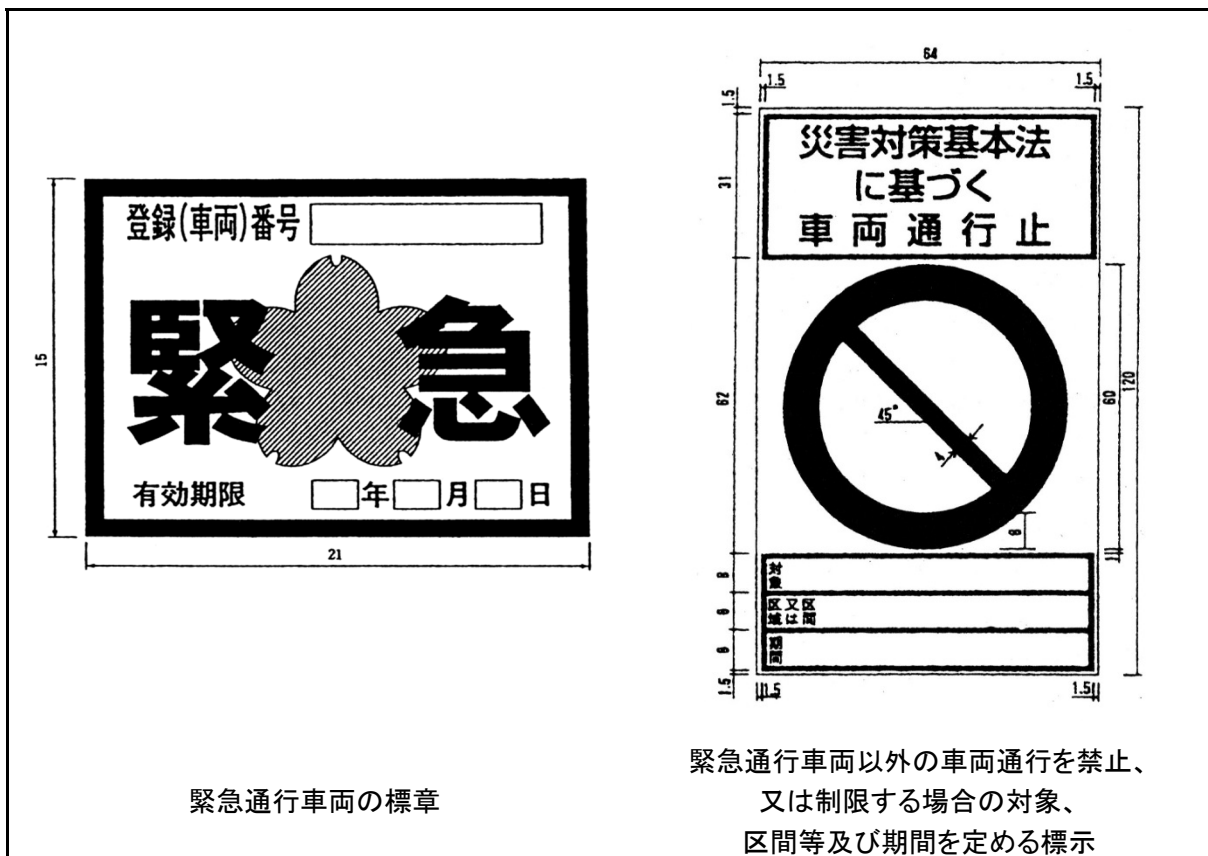 登録(車両)番号
緊急
有効期限 年 月 日
15
21
緊急通行車両の標章
64
1.5 1.5
1.5
災害対策基本法
に基づく
車両通行止
31
62
45°
4
8
60
120
1
対象
8
区域又は区間
8
期間
8
1.5
1.5 1.5
緊急通行車両以外の車両通行を禁止、
又は制限する場合の対象、
区間等及び期間を定める標示